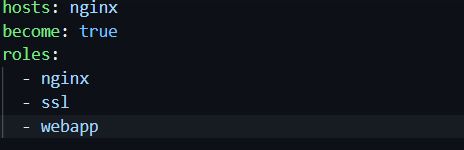 hosts: nginx
become: true
roles:
  - nginx
  - ssl
  - webapp